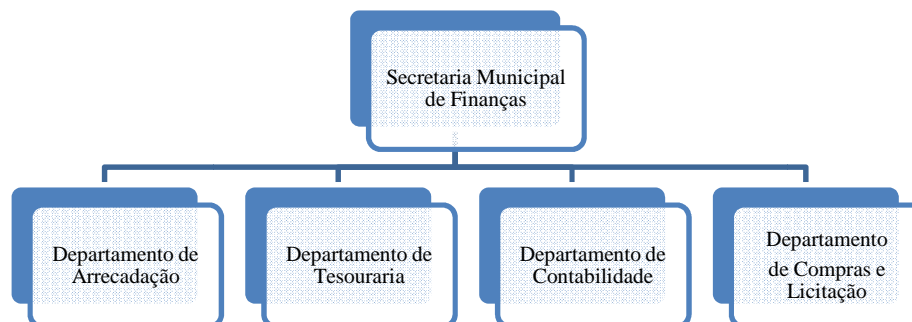 Secretaria Municipal
de Finanças
Departamento de
Arrecadação
Departamento de
Tesouraria
Departamento de
Contabilidade
Departamento
de Compras e
Licitação